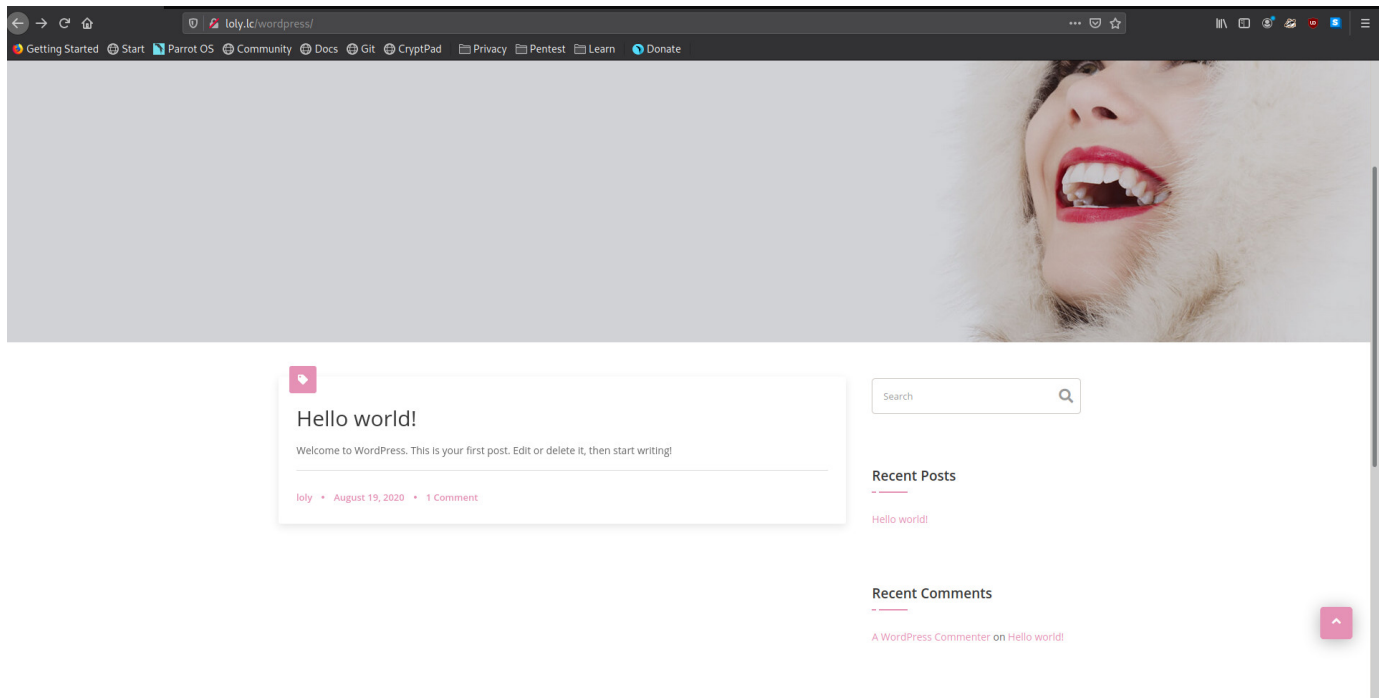 loly.lc/wordpress/
Getting Started Start Parrot OS Community Docs Git CryptPad Privacy Pentest Learn Donate
Hello world!
Welcome to WordPress. This is your first post. Edit or delete it, then start writing!
loly • August 19, 2020 • 1 Comment
Search
Recent Posts
Hello world!
Recent Comments
A WordPress Commenter on Hello world!